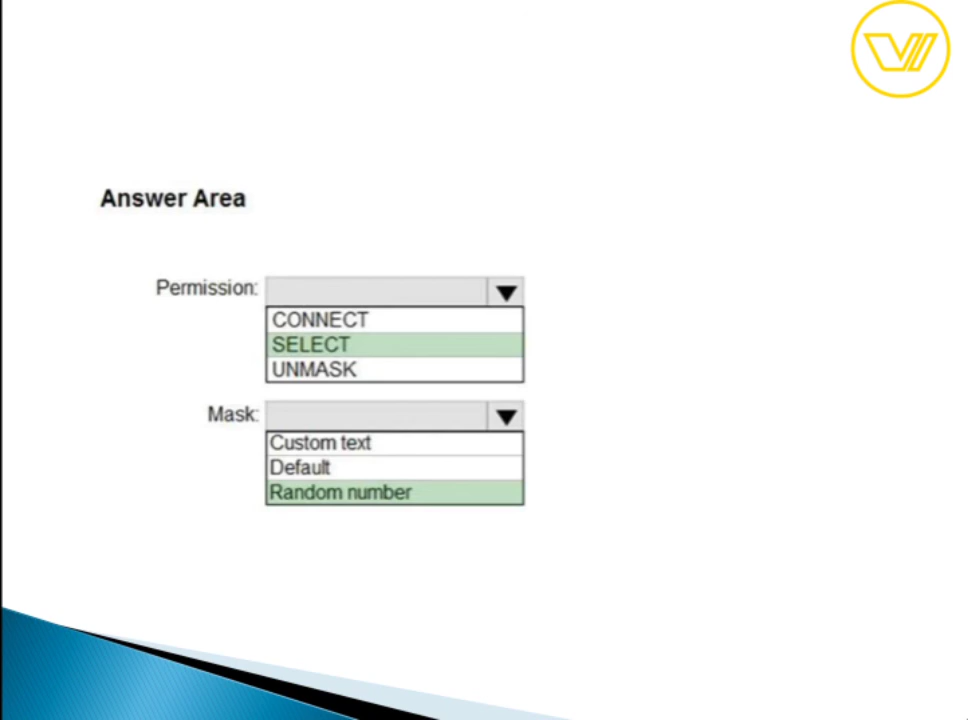 Answer Area
Permission:
CONNECT
SELECT
UNMASK
Mask:
Custom text
Default
Random number